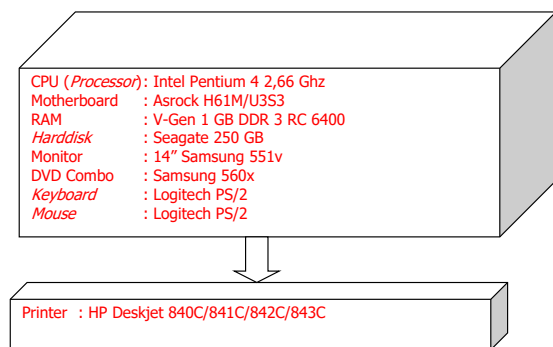 CPU (Processor): Intel Pentium 4 2,66 Ghz
Motherboard : Asrock H61M/U3S3
RAM : V-Gen 1 GB DDR 3 RC 6400
Harddisk : Seagate 250 GB
Monitor : 14” Samsung 551v
DVD Combo : Samsung 560x
Keyboard : Logitech PS/2
Mouse : Logitech PS/2
Printer : HP Deskjet 840C/841C/842C/843C